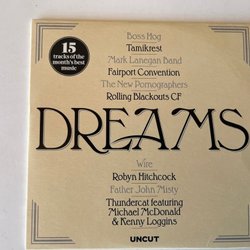 Boss Hog
15
tracks of the
month's best
music
Tamikrest
Mark Lanegan Band
Fairport Convention
The New Pornographers
Rolling Blackouts CF
DREAMS
Wire
Robyn Hitchcock
Father John Misty
Thundercat featuring
Michael McDonald
& Kenny Loggins
UNCUT